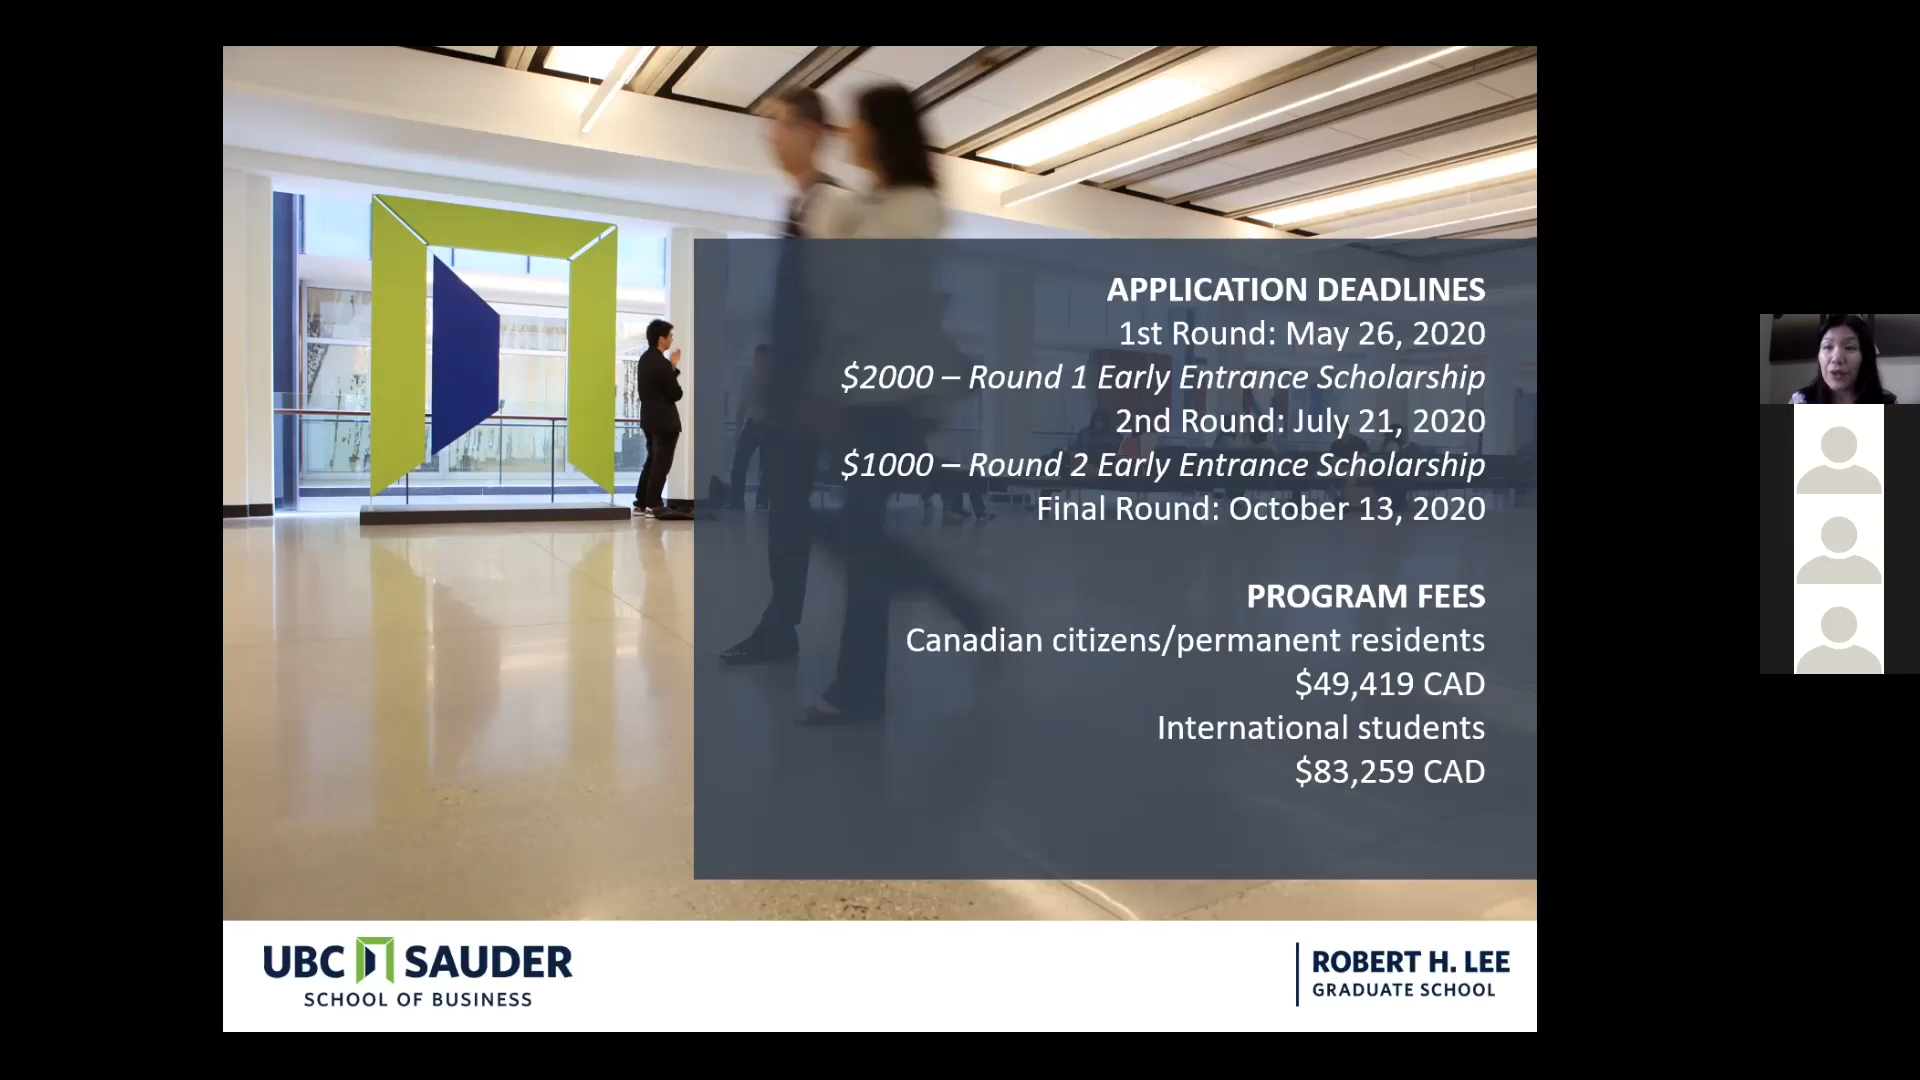 APPLICATION DEADLINES
1st Round: May 26, 2020
$2000 – Round 1 Early Entrance Scholarship
2nd Round: July 21, 2020
$1000 – Round 2 Early Entrance Scholarship
Final Round: October 13, 2020
PROGRAM FEES
Canadian citizens/permanent residents
$49,419 CAD
International students
$83,259 CAD
UBC SAUDER
SCHOOL OF BUSINESS
ROBERT H. LEE
GRADUATE SCHOOL